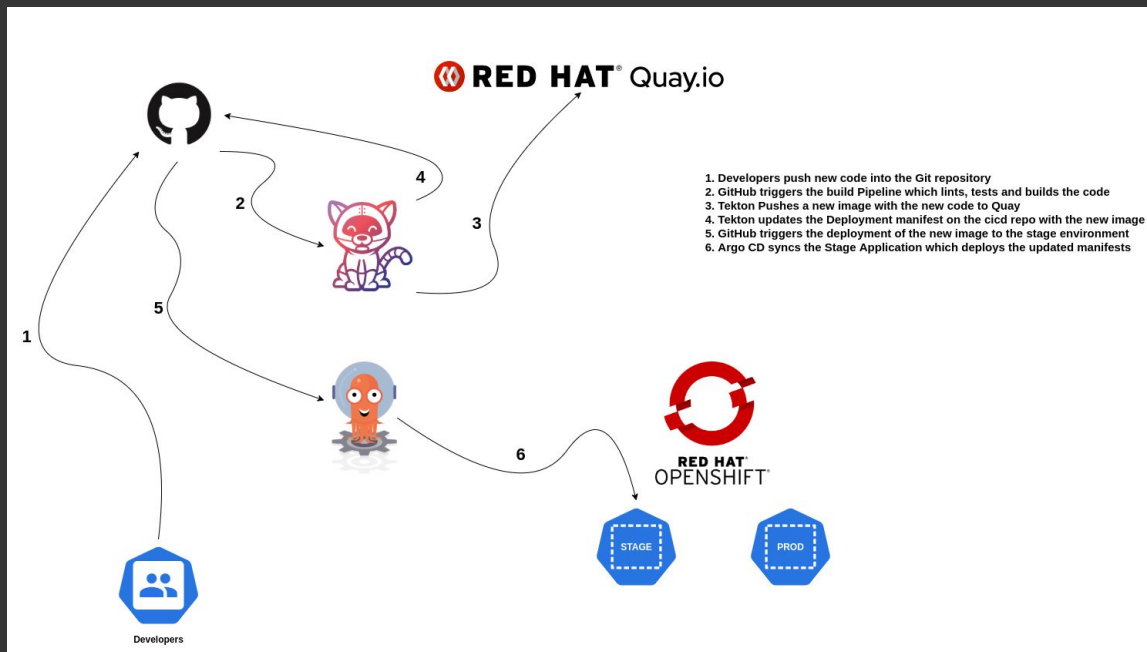 RED HAT® Quay.io
1. Developers push new code into the Git repository
2. GitHub triggers the build Pipeline which lints, tests and builds the code
3. Tekton Pushes a new image with the new code to Quay
4. Tekton updates the Deployment manifest on the cicd repo with the new image
5. GitHub triggers the deployment of the new image to the stage environment
6. Argo CD syncs the Stage Application which deploys the updated manifests
4
2
3
5
1
6
RED HAT®
OPENSHIFT®
STAGE
PROD
Developers